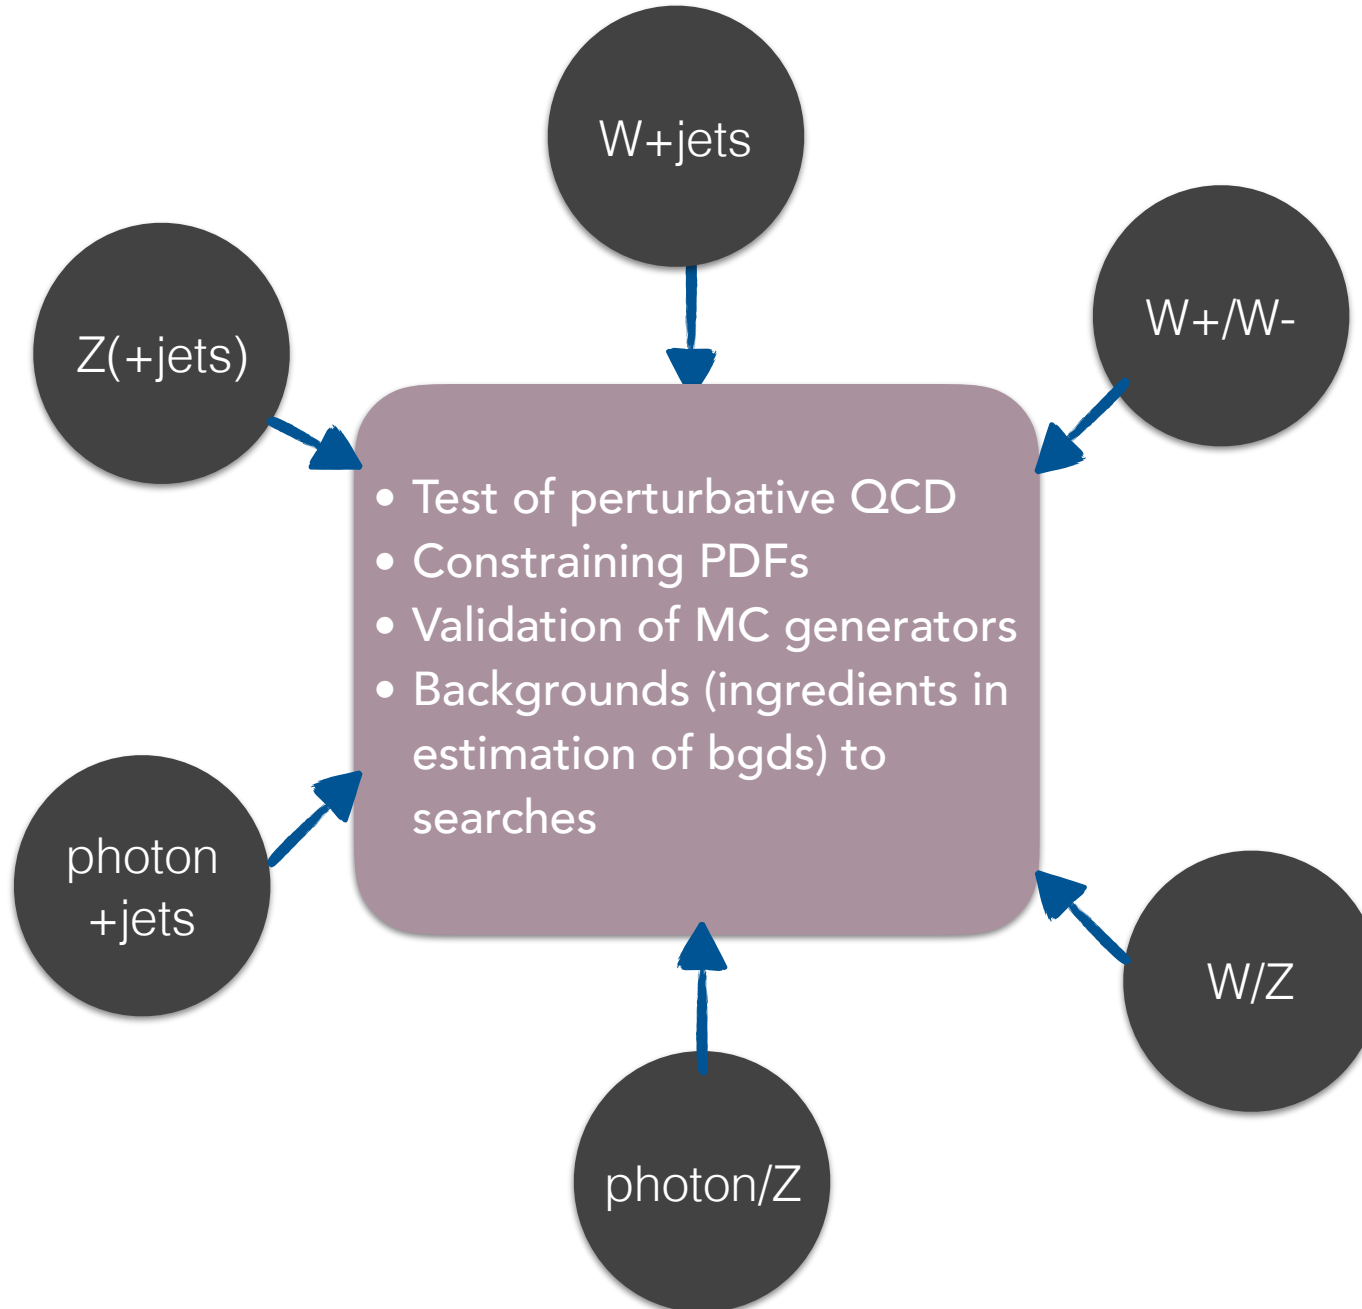 W+jets
W+/W-
Z(+jets)
• Test of perturbative QCD
• Constraining PDFs
• Validation of MC generators
• Backgrounds (ingredients in
estimation of bgds) to
searches
photon
+jets
W/Z
photon/Z